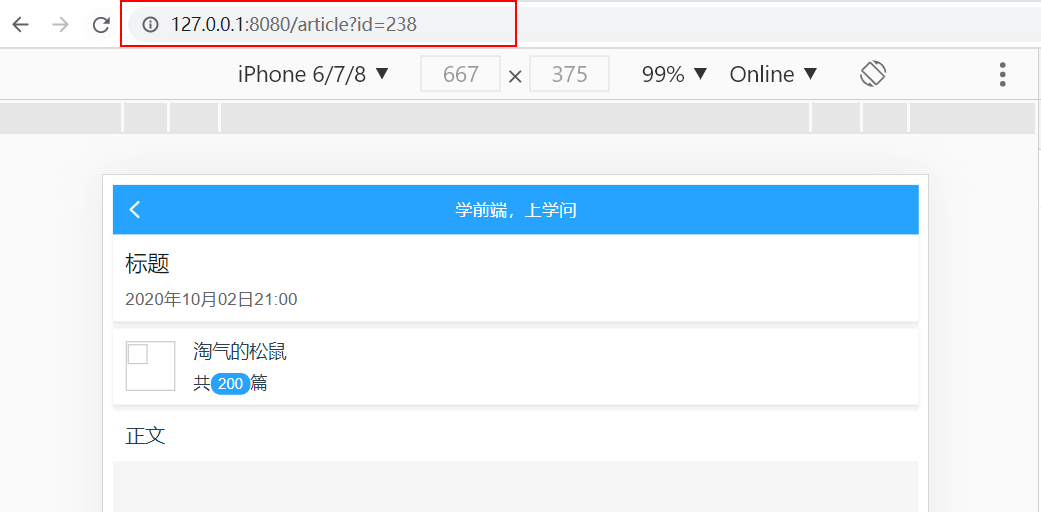 127.0.0.1:8080/article?id=238
iPhone 6/7/8 ▼ 667 × 375 99% ▼ Online ▼
学前端，上学问
标题
2020年10月02日21:00
淘气的松鼠
共200篇
正文